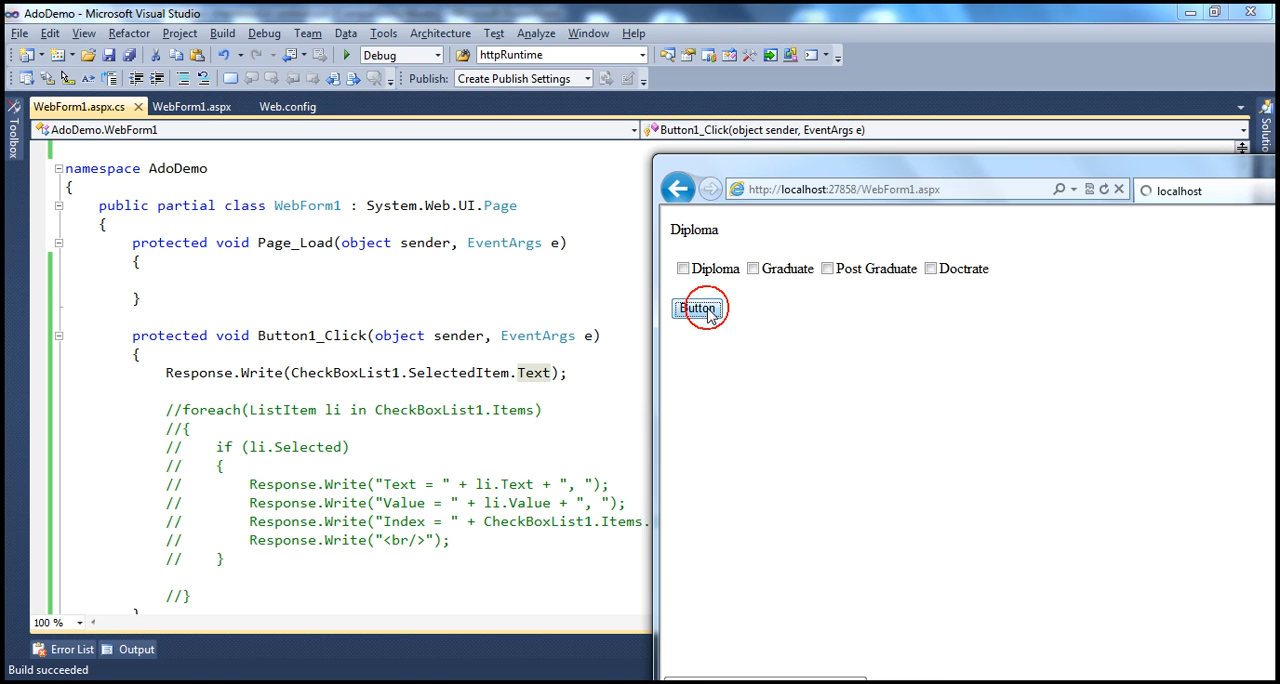 AdoDemo - Microsoft Visual Studio
File Edit View Refactor Project Build Debug Team Data Tools Architecture Test Analyze Window Help
Debug httpRuntime
Publish: Create Publish Settings
WebForm1.aspx.cs WebForm1.aspx Web.config
AdoDemo.WebForm1 Button1_Click(object sender, EventArgs e)
Toolbox
Solutio
namespace AdoDemo
{
public partial class WebForm1 : System.Web.UI.Page
{
protected void Page_Load(object sender, EventArgs e)
{
}
protected void Button1_Click(object sender, EventArgs e)
{
Response.Write(CheckBoxList1.SelectedItem.Text);
//foreach(ListItem li in CheckBoxList1.Items)
//{
// if (li.Selected)
// {
// Response.Write("Text = " + li.Text + ", ");
// Response.Write("Value = " + li.Value + ", ");
// Response.Write("Index = " + CheckBoxList1.Items.
// Response.Write("<br/>");
// }
//}
}
100 %
Error List Output
Build succeeded
http://localhost:27858/WebForm1.aspx localhost
Diploma
Diploma Graduate Post Graduate Doctrate
Button